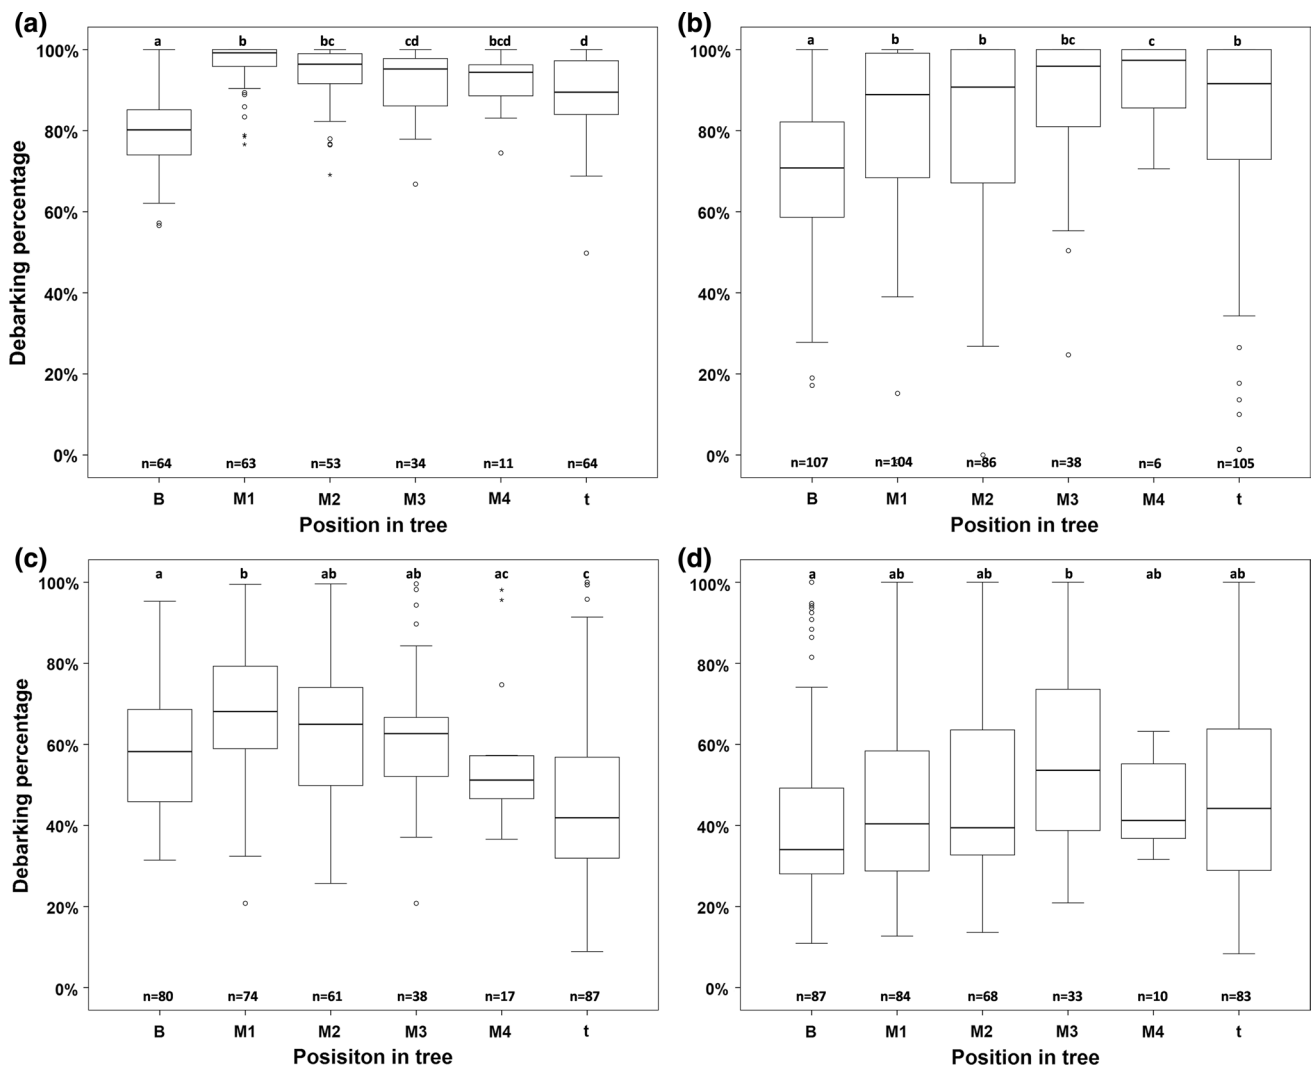 (a)
Debarking percentage
a b bc cd bcd d
100%
80%
60%
40%
20%
0%
n=64 n=63 n=53 n=34 n=11 n=64
B M1 M2 M3 M4 t
Position in tree
(b)
a b b bc c b
100%
80%
60%
40%
20%
0%
n=107 n=104 n=86 n=38 n=6 n=105
B M1 M2 M3 M4 t
Position in tree
(c)
Debarking percentage
a b ab ab ac c
100%
80%
60%
40%
20%
0%
n=80 n=74 n=61 n=38 n=17 n=87
B M1 M2 M3 M4 t
Posisiton in tree
(d)
a ab ab b ab ab
100%
80%
60%
40%
20%
0%
n=87 n=84 n=68 n=33 n=10 n=83
B M1 M2 M3 M4 t
Position in tree